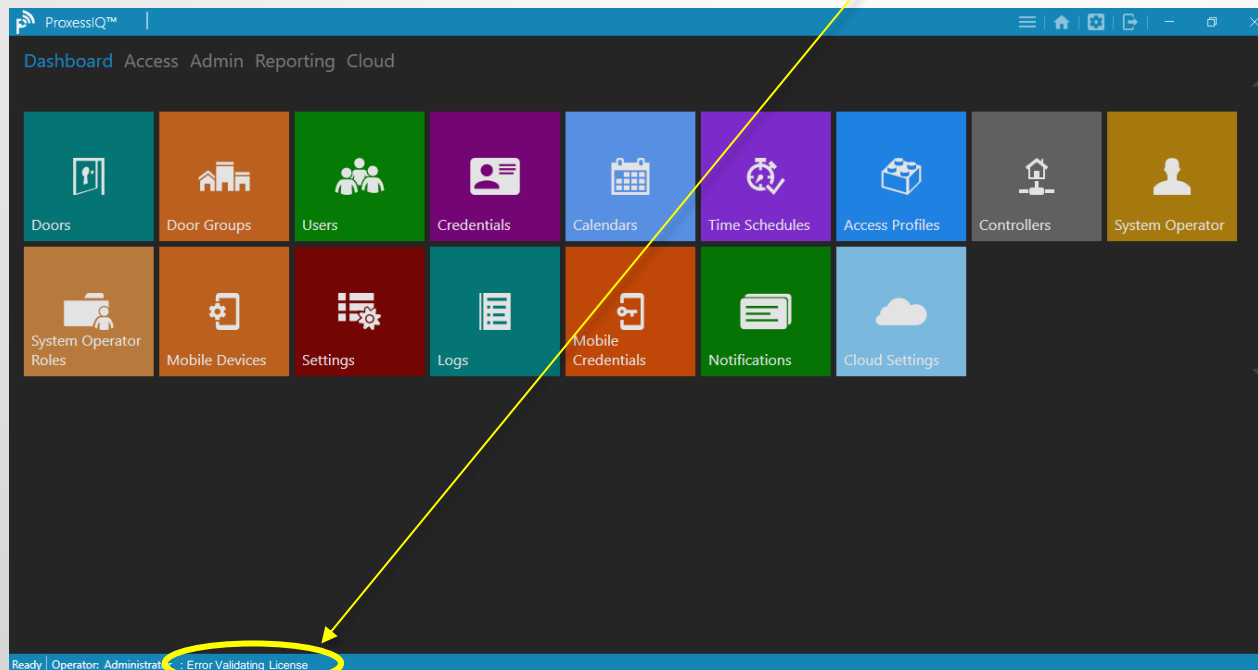 ProxessIQ™
Dashboard Access Admin Reporting Cloud
Doors
Door Groups
Users
Credentials
Calendars
Time Schedules
Access Profiles
Controllers
System Operator
System Operator
Roles
Mobile Devices
Settings
Logs
Mobile
Credentials
Notifications
Cloud Settings
Ready Operator: Administrator : Error Validating License